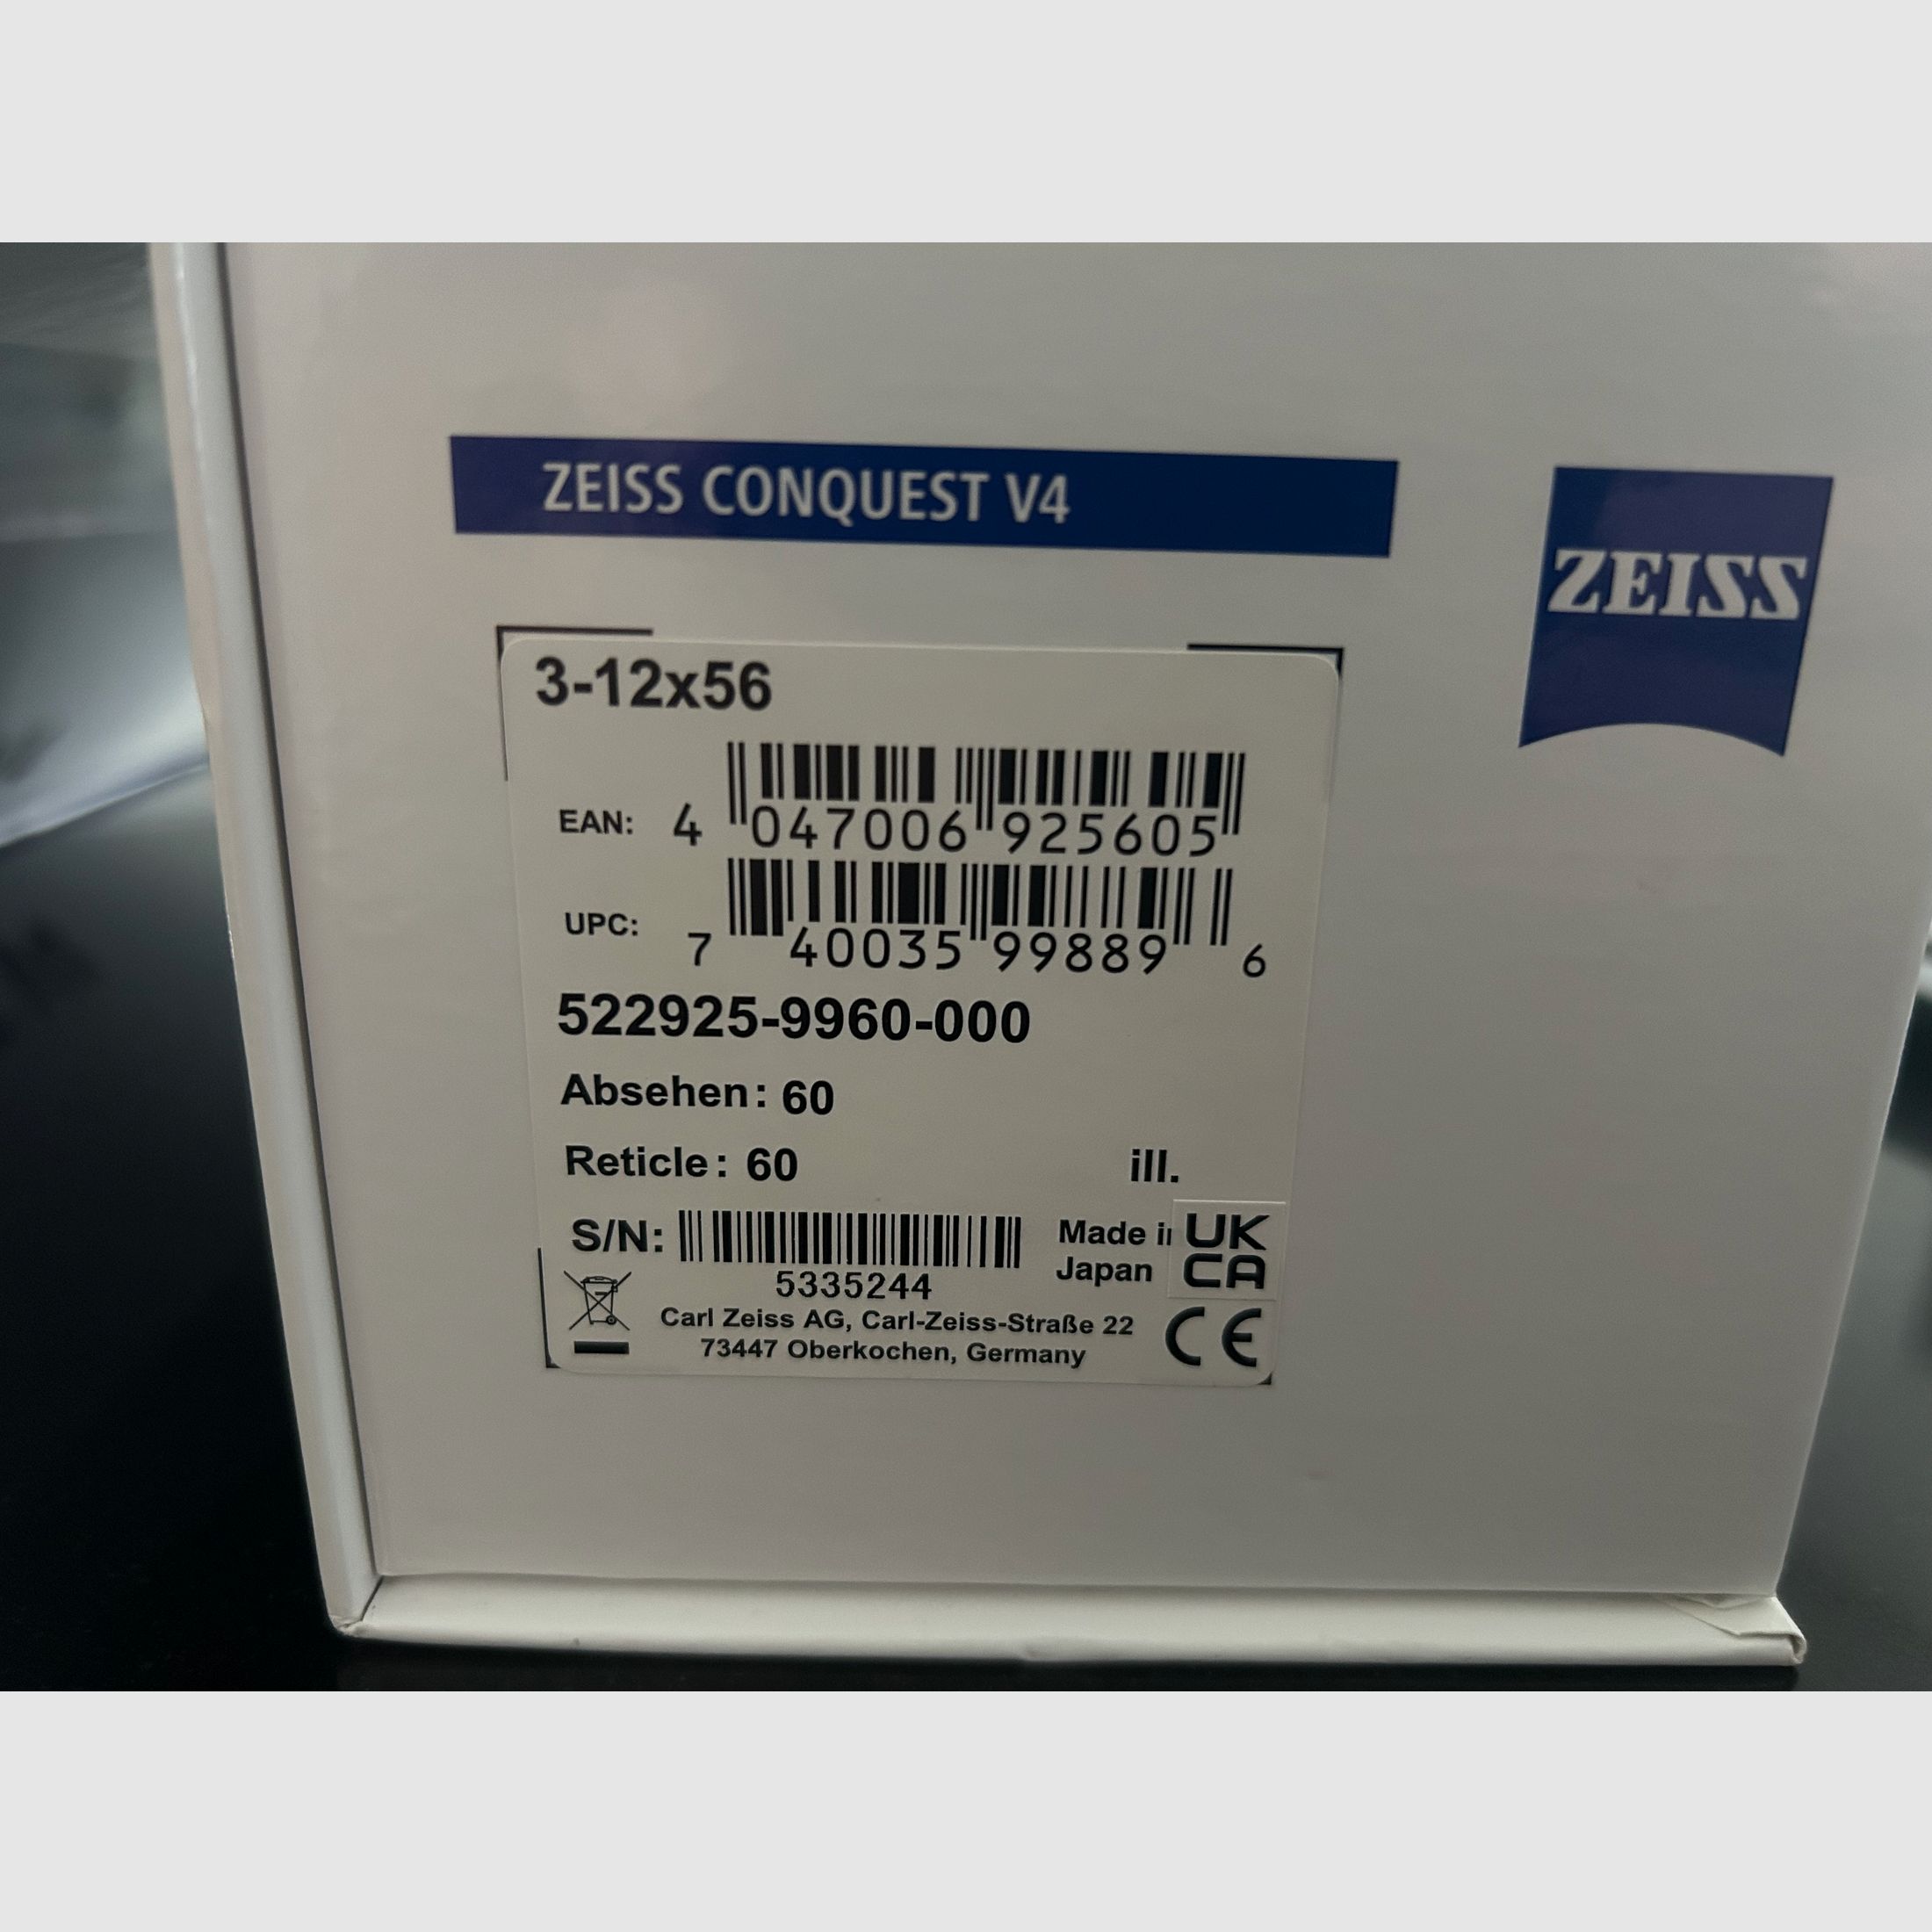 ZEISS CONQUEST V4
ZEISS
3-12x56
EAN: 4 047006 925605
UPC: 7 40035 99889 6
522925-9960-000
Absehen: 60
Reticle: 60 ill.
S/N: 5335244
Made in
Japan
UK
CA
Carl Zeiss AG, Carl-Zeiss-Straße 22
73447 Oberkochen, Germany
CE